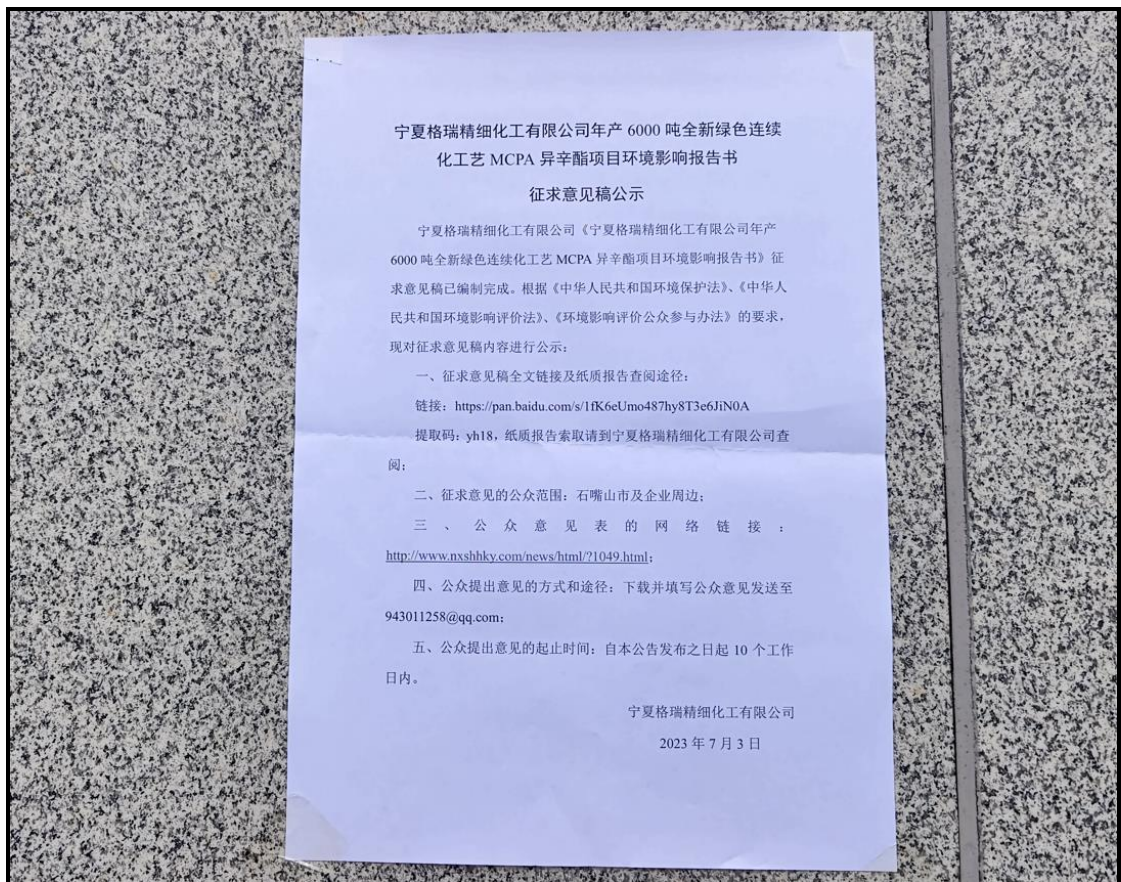 宁夏格瑞精细化工有限公司年产 6000 吨全新绿色连续
化工艺 MCPA 异辛酯项目环境影响报告书
征求意见稿公示
宁夏格瑞精细化工有限公司《宁夏格瑞精细化工有限公司年产
6000 吨全新绿色连续化工艺 MCPA 异辛酯项目环境影响报告书》征
求意见稿已编制完成。根据《中华人民共和国环境保护法》、《中华人
民共和国环境影响评价法》、《环境影响评价公众参与办法》的要求，
现对征求意见稿内容进行公示：
一、征求意见稿全文链接及纸质报告查阅途径：
链接：https://pan.baidu.com/s/1fK6eUmo487hy8T3e6JiN0A
提取码：yh18，纸质报告索取请到宁夏格瑞精细化工有限公司查
阅；
二、征求意见的公众范围：石嘴山市及企业周边；
三、公众意见表的网络链接：
http://www.nxshhky.com/news/html/?1049.html；
四、公众提出意见的方式和途径：下载并填写公众意见发送至
943011258@qq.com；
五、公众提出意见的起止时间：自本公告发布之日起 10 个工作
日内。
宁夏格瑞精细化工有限公司
2023 年 7 月 3 日